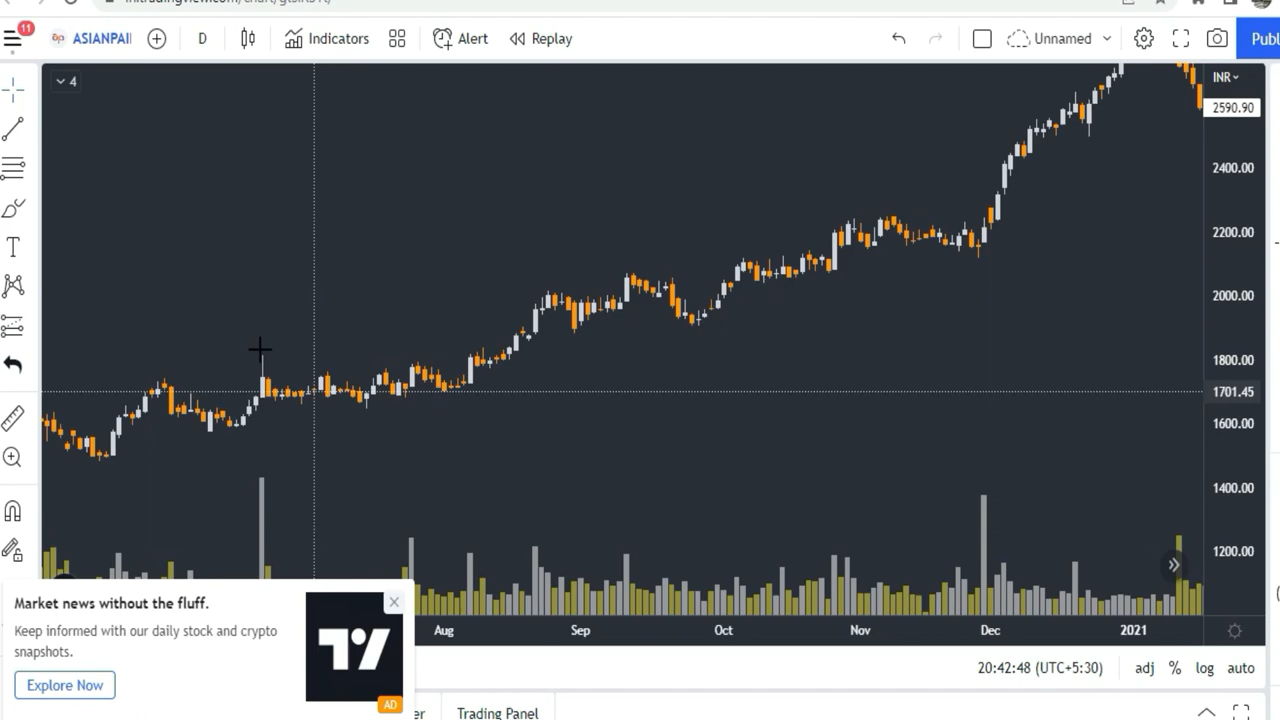 11
ASIANPAI
D
Indicators
Alert
Replay
Unnamed
Publ
4
INR
2590.90
2400.00
2200.00
2000.00
1800.00
1701.45
1600.00
1400.00
1200.00
Market news without the fluff.
Keep informed with our daily stock and crypto
snapshots.
Explore Now
AD
Aug
Sep
Oct
Nov
Dec
2021
20:42:48 (UTC+5:30)
adj
%
log
auto
er
Trading Panel